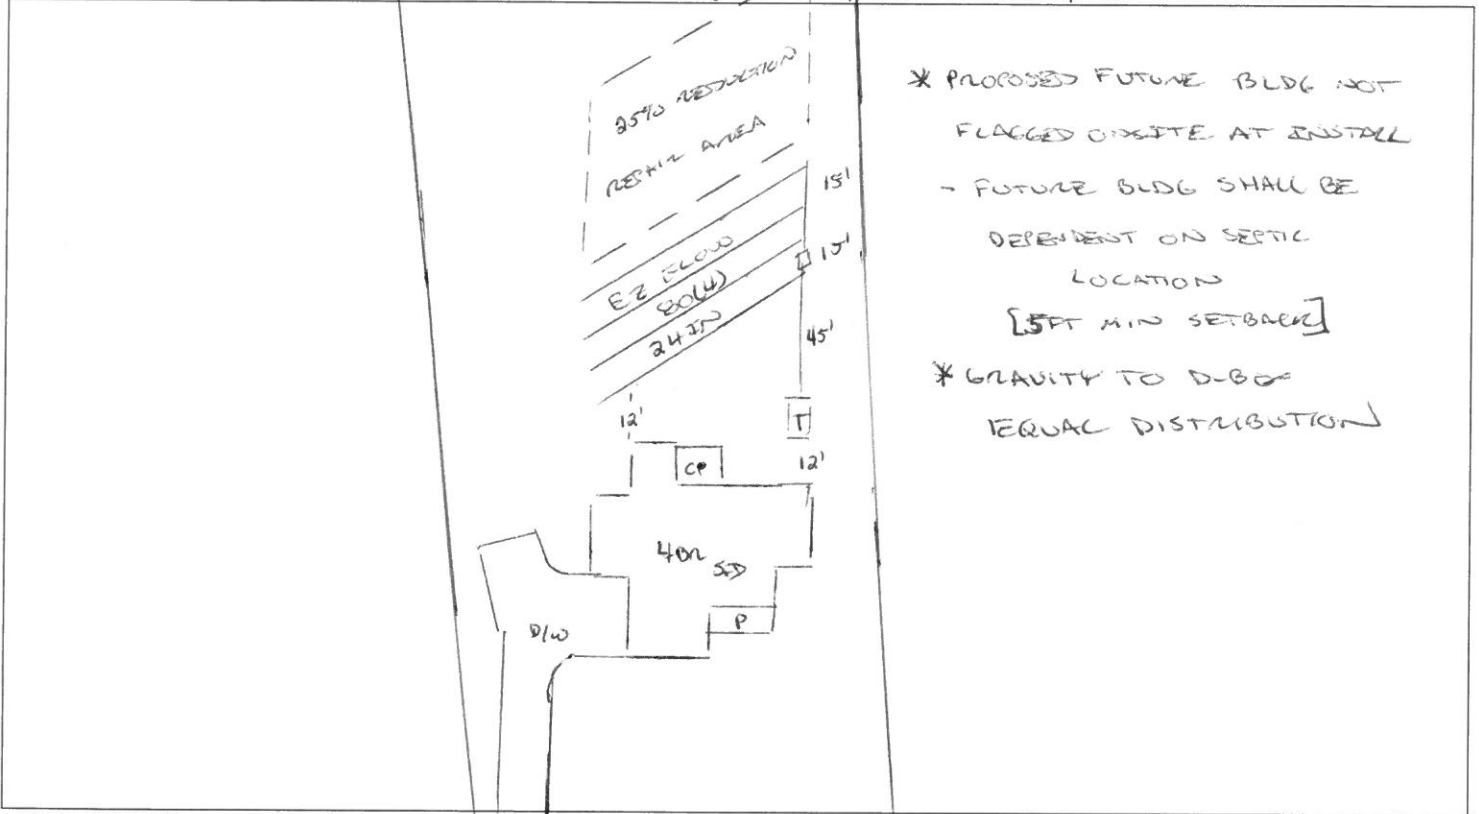 25% REDUCTION
REPAIR AREA
15'
EZ FLOW
80(4)
24 IN
15'
45'
12'
T
CP
12'
4BR SFD
P
D/W
* PROPOSED FUTURE BLDG NOT
FLAGGED ONSITE AT INSTALL
- FUTURE BLDG SHALL BE
DEPENDENT ON SEPTIC
LOCATION
[5FT MIN SETBACK]
* GRAVITY TO D-BOX
EQUAL DISTRIBUTION